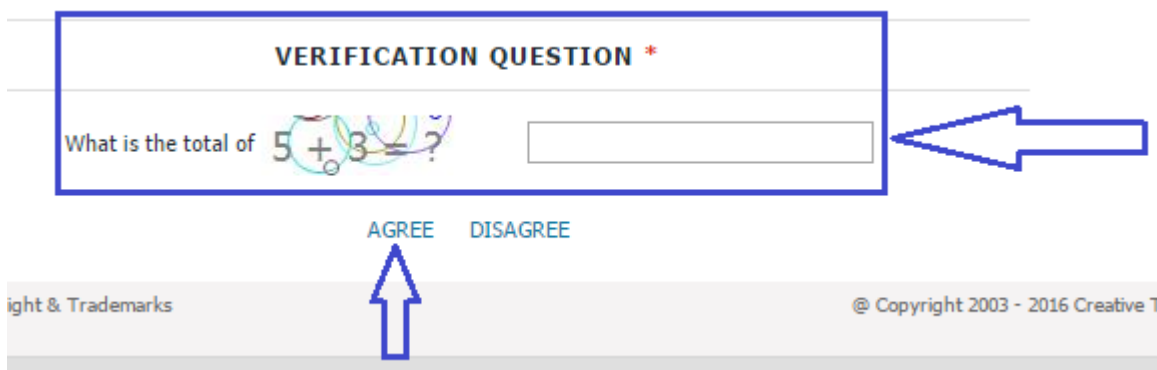 VERIFICATION QUESTION *
What is the total of 5 + 3 = ?
AGREE DISAGREE
ight & Trademarks @ Copyright 2003 - 2016 Creative T